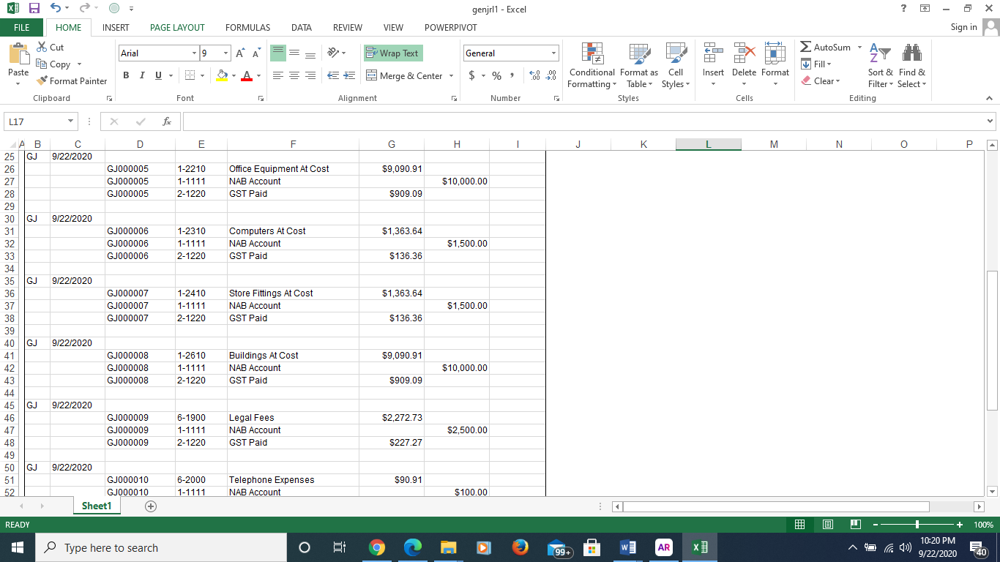 genjrl1 - Excel
FILE HOME INSERT PAGE LAYOUT FORMULAS DATA REVIEW VIEW POWERPIVOT Sign in
Paste Cut Copy Format Painter
Arial 9
B I U A
Wrap Text
Merge & Center
General
$ % ,
Conditional Formatting Format as Table Cell Styles
Insert Delete Format
AutoSum Fill Clear
Sort & Filter Find & Select
Clipboard Font Alignment Number Styles Cells Editing
L17 fx
A B C D E F G H I J K L M N O P
25 GJ 9/22/2020
26 GJ000005 1-2210 Office Equipment At Cost $9,090.91
27 GJ000005 1-1111 NAB Account $10,000.00
28 GJ000005 2-1220 GST Paid $909.09
29
30 GJ 9/22/2020
31 GJ000006 1-2310 Computers At Cost $1,363.64
32 GJ000006 1-1111 NAB Account $1,500.00
33 GJ000006 2-1220 GST Paid $136.36
34
35 GJ 9/22/2020
36 GJ000007 1-2410 Store Fittings At Cost $1,363.64
37 GJ000007 1-1111 NAB Account $1,500.00
38 GJ000007 2-1220 GST Paid $136.36
39
40 GJ 9/22/2020
41 GJ000008 1-2610 Buildings At Cost $9,090.91
42 GJ000008 1-1111 NAB Account $10,000.00
43 GJ000008 2-1220 GST Paid $909.09
44
45 GJ 9/22/2020
46 GJ000009 6-1900 Legal Fees $2,272.73
47 GJ000009 1-1111 NAB Account $2,500.00
48 GJ000009 2-1220 GST Paid $227.27
49
50 GJ 9/22/2020
51 GJ000010 6-2000 Telephone Expenses $90.91
52 GJ000010 1-1111 NAB Account $100.00
Sheet1
READY 100%
Type here to search 99+ AR 10:20 PM
9/22/2020 40